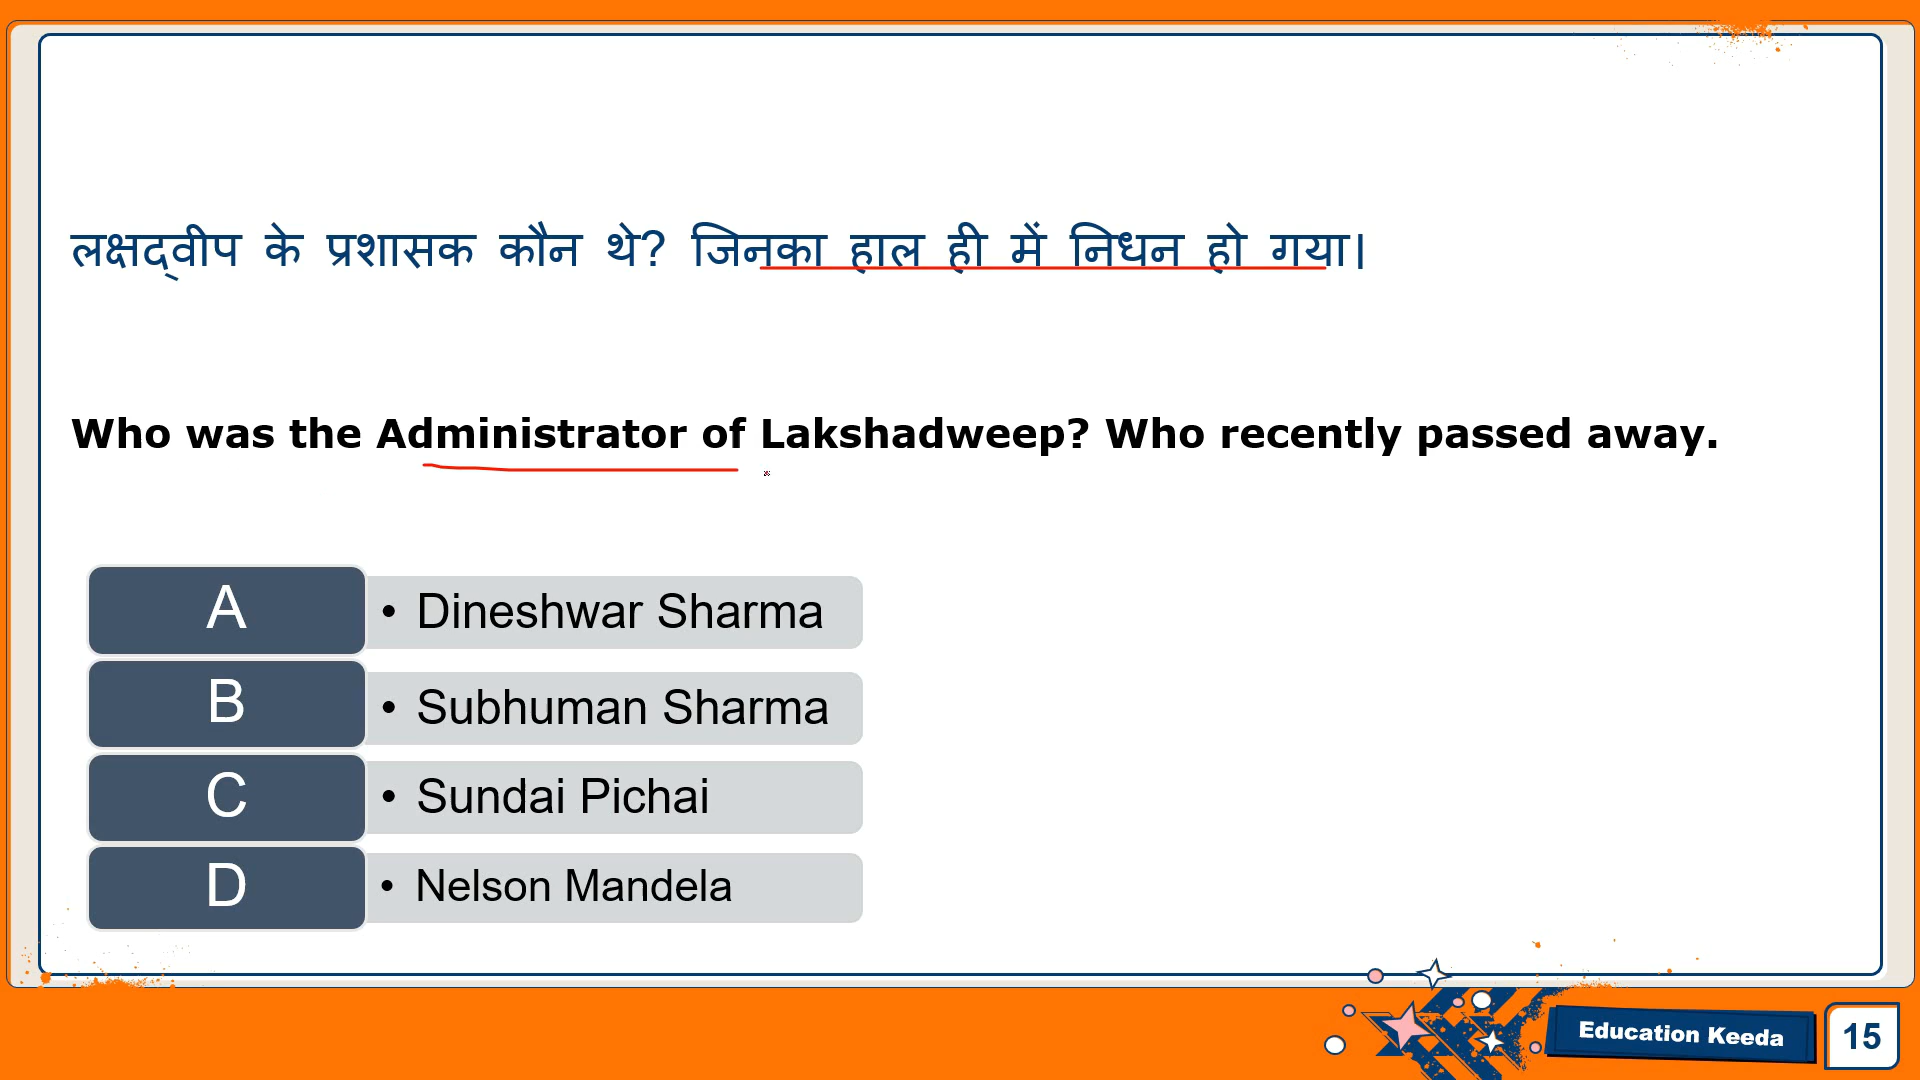 लक्षद्वीप के प्रशासक कौन थे? जिनका हाल ही में निधन हो गया।
Who was the Administrator of Lakshadweep? Who recently passed away.
A • Dineshwar Sharma
B • Subhuman Sharma
C • Sundai Pichai
D • Nelson Mandela
Education Keeda 15